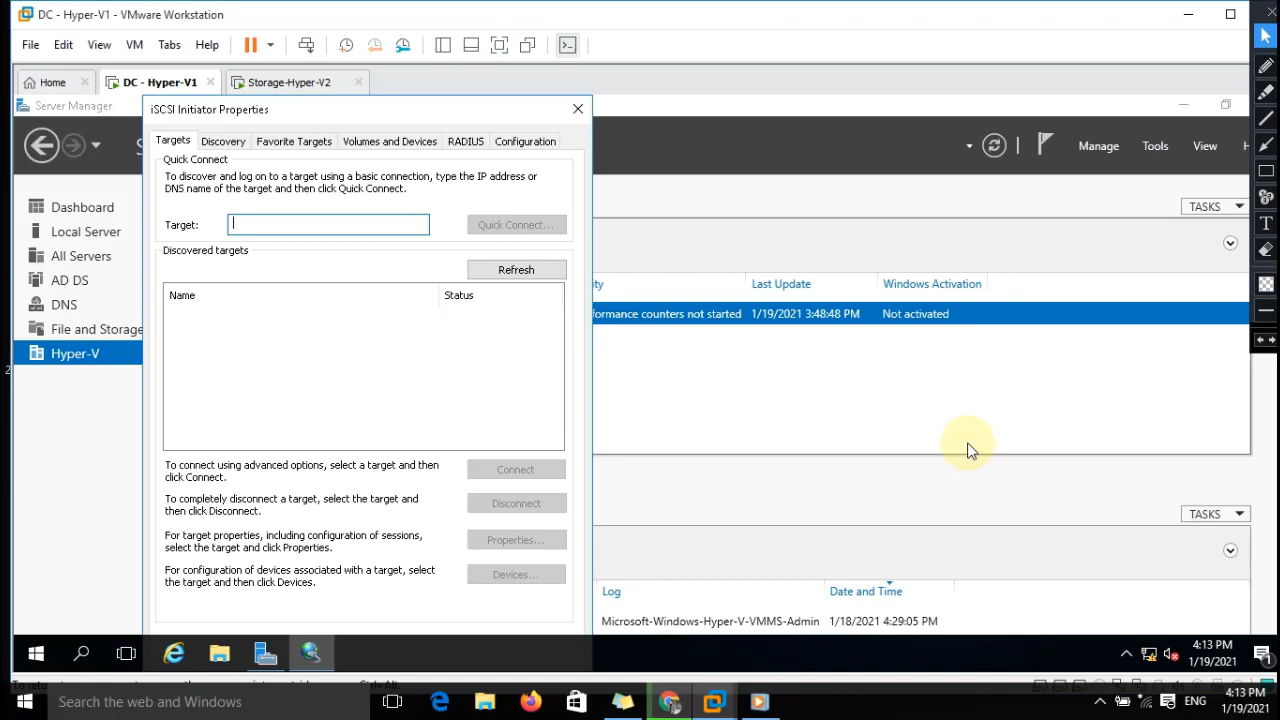 DC - Hyper-V1 - VMware Workstation
File Edit View VM Tabs Help
Home DC - Hyper-V1 Storage-Hyper-V2
Server Manager
iSCSI Initiator Properties
Targets Discovery Favorite Targets Volumes and Devices RADIUS Configuration
Quick Connect
To discover and log on to a target using a basic connection, type the IP address or
DNS name of the target and then click Quick Connect.
Target: Quick Connect...
Discovered targets
Refresh
Name Status
To connect using advanced options, select a target and then
click Connect.
Connect
To completely disconnect a target, select the target and
then click Disconnect.
Disconnect
For target properties, including configuration of sessions,
select the target and click Properties.
Properties...
For configuration of devices associated with a target, select
the target and then click Devices.
Devices...
Dashboard
Local Server
All Servers
AD DS
DNS
File and Storage
Hyper-V
Manage Tools View H
TASKS
ity Last Update Windows Activation
formance counters not started 1/19/2021 3:48:48 PM Not activated
TASKS
Log Date and Time
Microsoft-Windows-Hyper-V-VMMS-Admin 1/18/2021 4:29:05 PM
4:13 PM
1/19/2021
1
Search the web and Windows
ENG
4:13 PM
1/19/2021